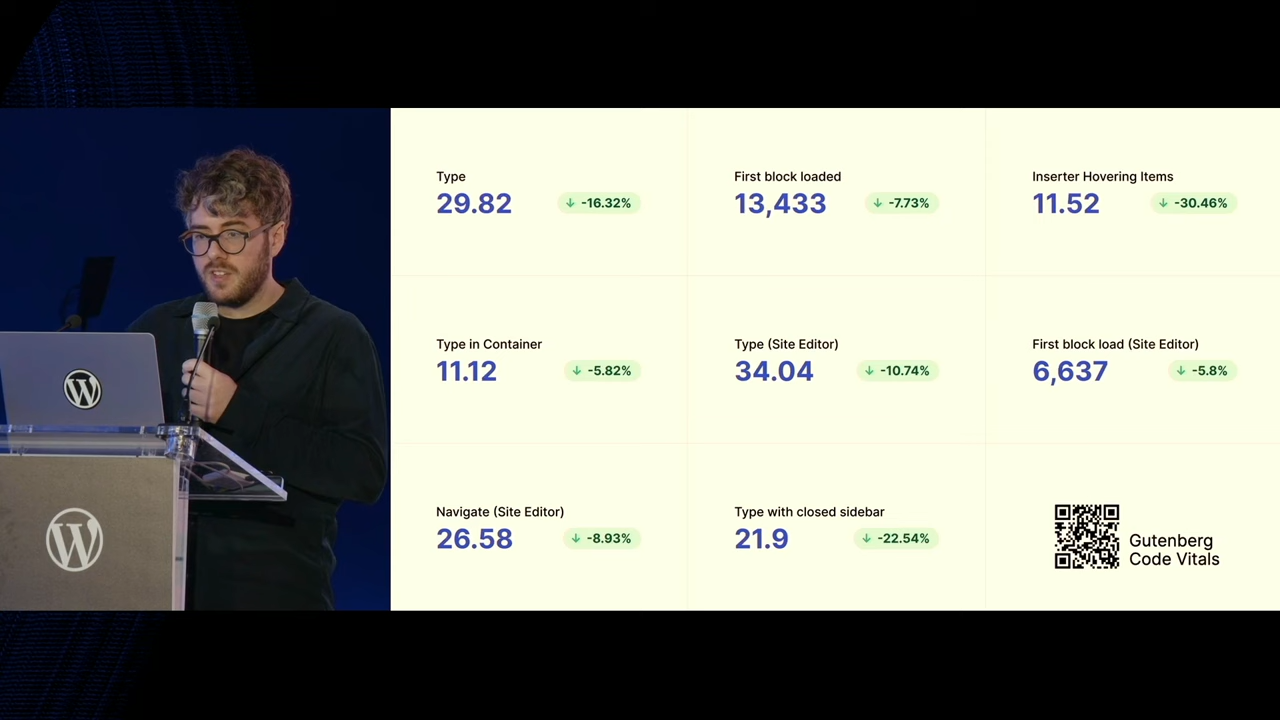 Type
29.82
↓ -16.32%
First block loaded
13,433
↓ -7.73%
Inserter Hovering Items
11.52
↓ -30.46%
Type in Container
11.12
↓ -5.82%
Type (Site Editor)
34.04
↓ -10.74%
First block load (Site Editor)
6,637
↓ -5.8%
Navigate (Site Editor)
26.58
↓ -8.93%
Type with closed sidebar
21.9
↓ -22.54%
Gutenberg
Code Vitals